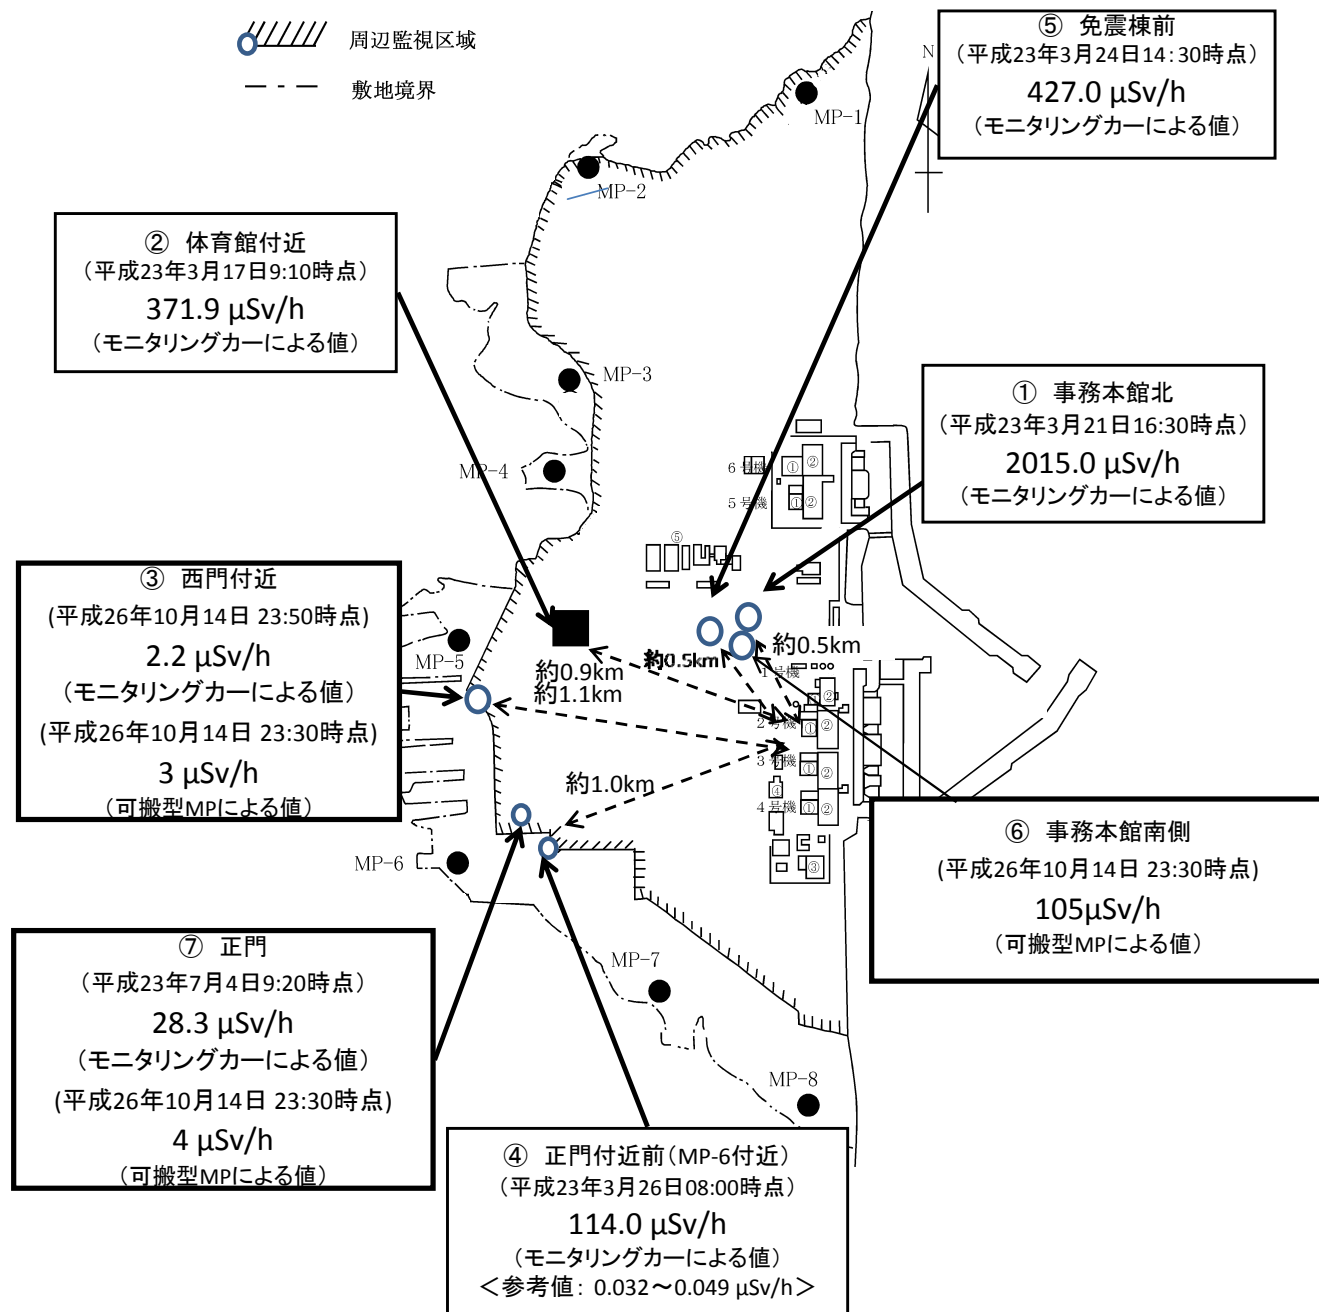 周辺監視区域
敷地境界
⑤ 免震棟前
(平成23年3月24日14:30時点)
427.0 μSv/h
(モニタリングカーによる値)
N
MP-1
MP-2
② 体育館付近
(平成23年3月17日9:10時点)
371.9 μSv/h
(モニタリングカーによる値)
MP-3
① 事務本館北
(平成23年3月21日16:30時点)
2015.0 μSv/h
(モニタリングカーによる値)
MP-4
6号機
①
②
5号機
①
②
⑤
③ 西門付近
(平成26年10月14日 23:50時点)
2.2 μSv/h
(モニタリングカーによる値)
(平成26年10月14日 23:30時点)
3 μSv/h
(可搬型MPによる値)
MP-5
約0.9km
約1.1km
約0.5km
約0.5km
1号機
②
2号機
①
②
3号機
①
②
④
4号機
①
②
③
約1.0km
MP-6
⑥ 事務本館南側
(平成26年10月14日 23:30時点)
105μSv/h
(可搬型MPによる値)
⑦ 正門
(平成23年7月4日9:20時点)
28.3 μSv/h
(モニタリングカーによる値)
(平成26年10月14日 23:30時点)
4 μSv/h
(可搬型MPによる値)
MP-7
MP-8
④ 正門付近前(MP-6付近)
(平成23年3月26日08:00時点)
114.0 μSv/h
(モニタリングカーによる値)
<参考値: 0.032～0.049 μSv/h>